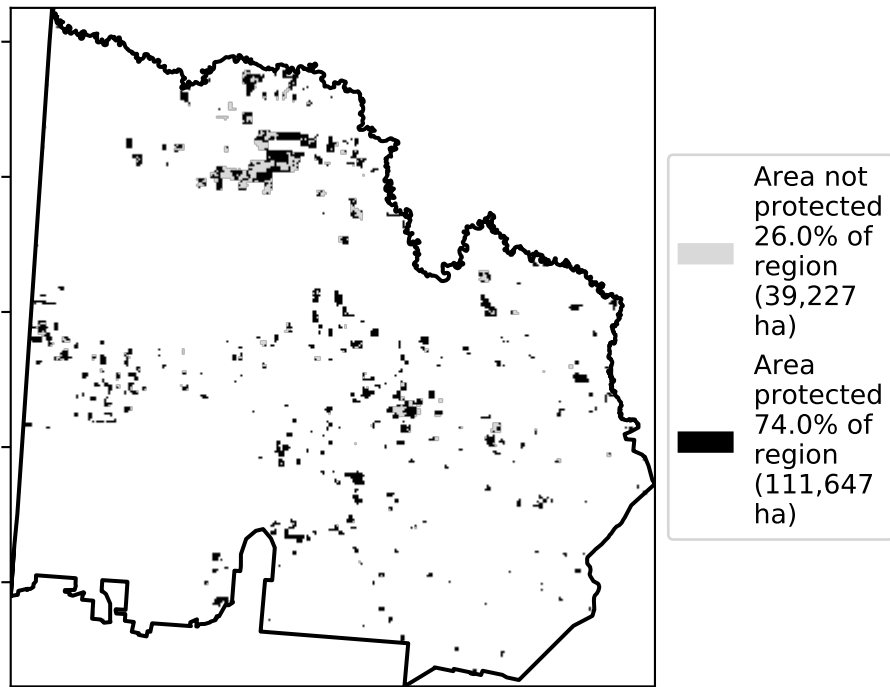 Area not
protected
26.0% of
region
(39,227
ha)
Area
protected
74.0% of
region
(111,647
ha)